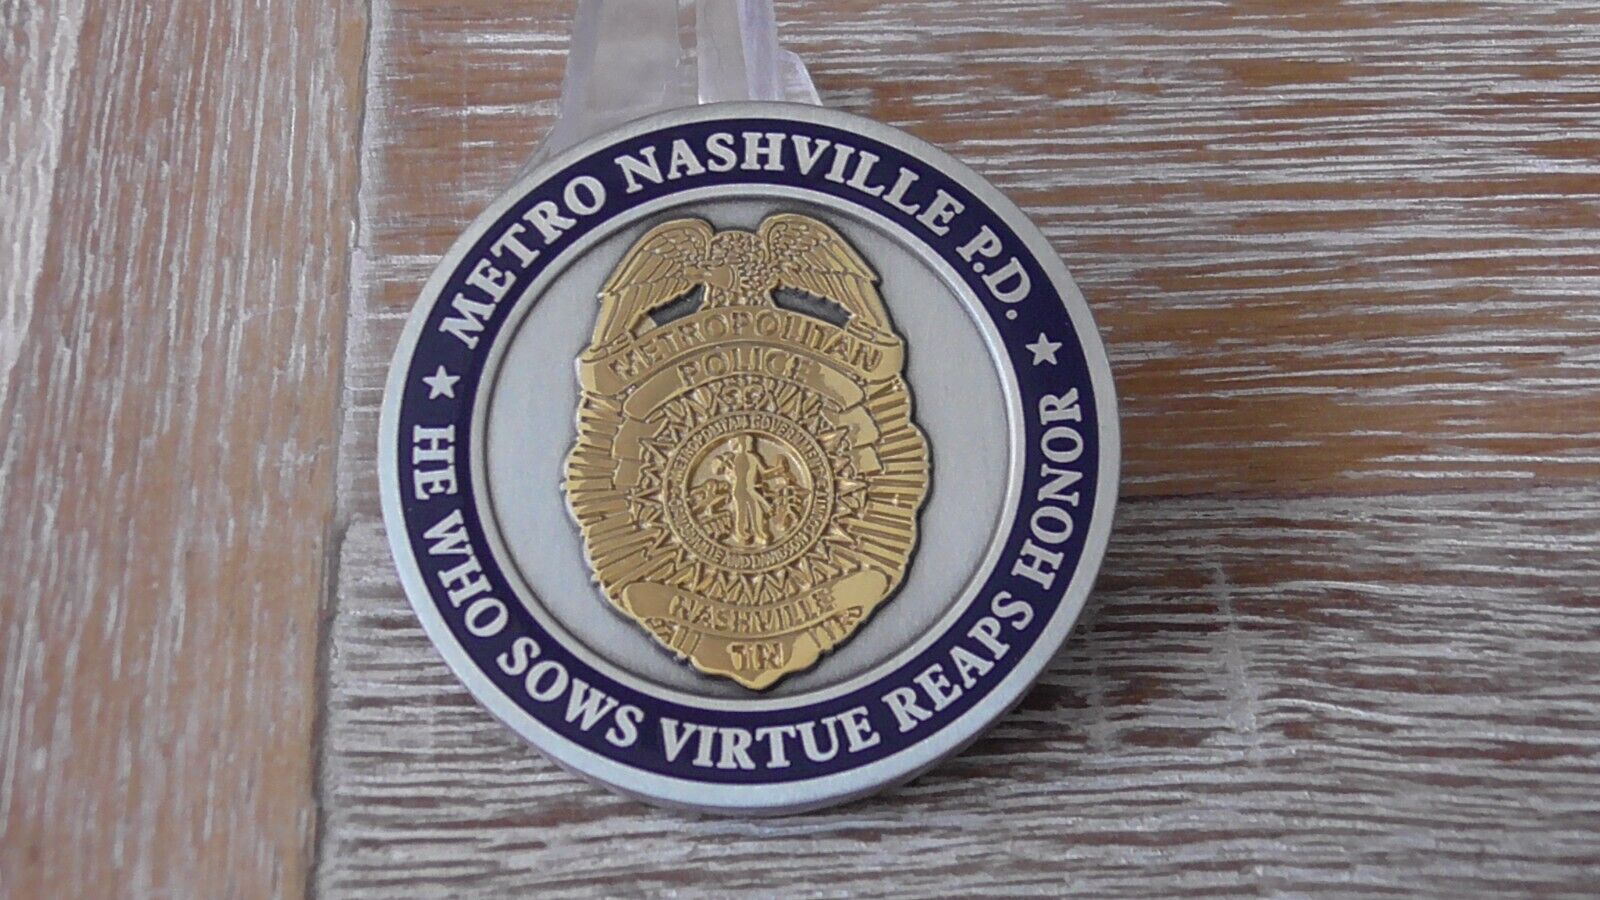 METRO NASHVILLE P.D.
★ HE WHO SOWS VIRTUE REAPS HONOR ★
METROPOLITAN
POLICE
NASHVILLE
TN